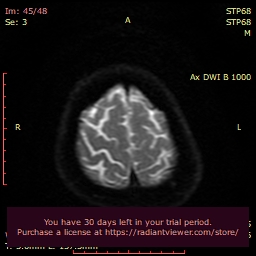 Im: 45/48
Se: 3
A
STP68
STP68
M
Ax DWI B 1000
R
L
You have 30 days left in your trial period.
Purchase a license at https://radiantviewer.com/store/